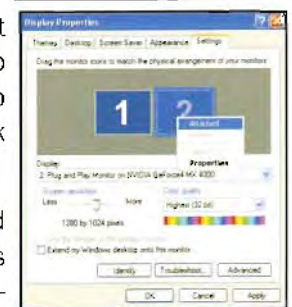 Display Properties
Themes Desktop Screen Saver Appearance Settings
Drag the monitor icons to match the physical arrangement of your monitors
1 2
Attached
Properties
Display:
2. Plug and Play Monitor on NVIDIA GeForce4 MX 4000
Screen resolution
Color quality
Less More
Highest (32 bit)
1280 by 1024 pixels
Extend my Windows desktop onto this monitor
Identify Troubleshoot... Advanced
OK Cancel Apply